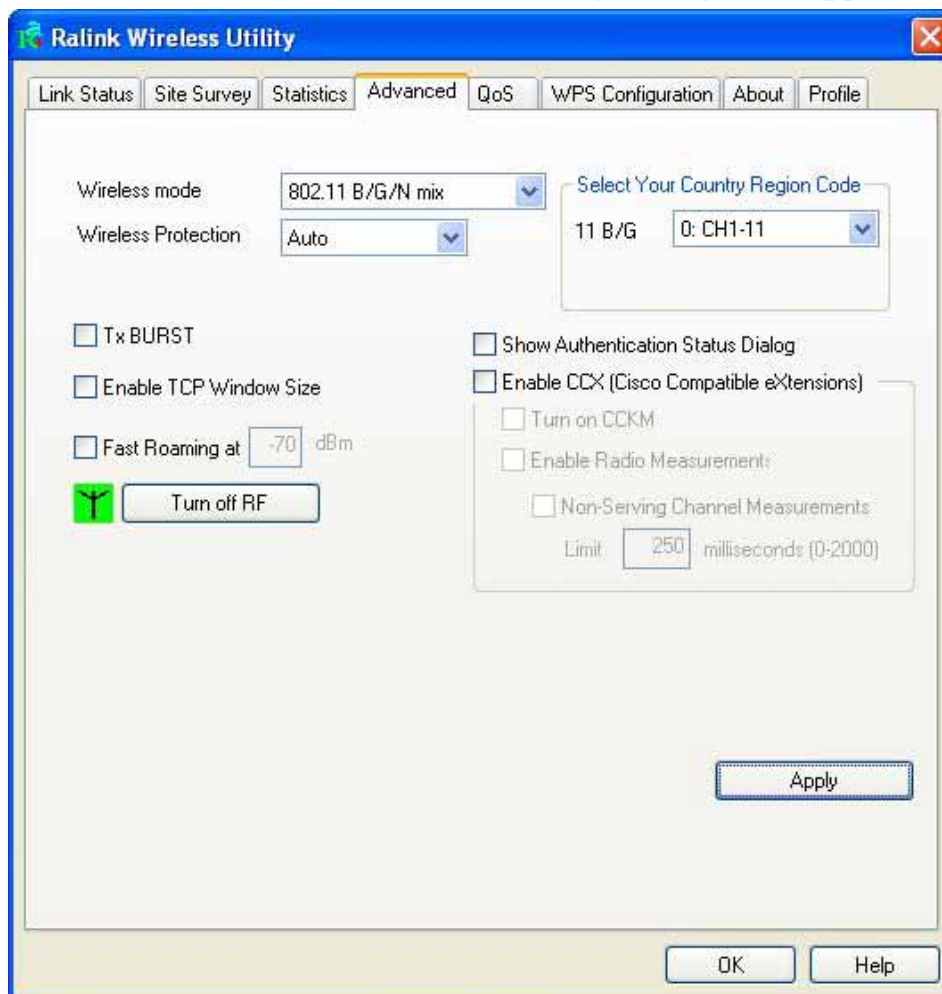 Ralink Wireless Utility
Link Status Site Survey Statistics Advanced QoS WPS Configuration About Profile
Wireless mode 802.11 B/G/N mix
Wireless Protection Auto
Select Your Country Region Code
11 B/G 0: CH1-11
Tx BURST
Enable TCP Window Size
Fast Roaming at -70 dBm
Turn off RF
Show Authentication Status Dialog
Enable CCX (Cisco Compatible eXtensions)
Turn on CCKM
Enable Radio Measurements
Non-Serving Channel Measurements
Limit 250 milliseconds (0-2000)
Apply
OK Help